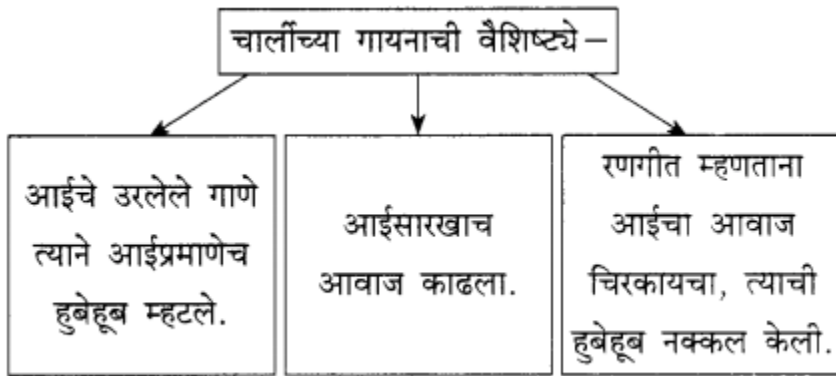 चार्लीच्या गायनाची वैशिष्ट्ये –
आईचे उरलेले गाणे
त्याने आईप्रमाणेच
हुबेहूब म्हटले.
आईसारखाच
आवाज काढला.
रणगीत म्हणताना
आईचा आवाज
चिरकायचा, त्याची
हुबेहूब नक्कल केली.